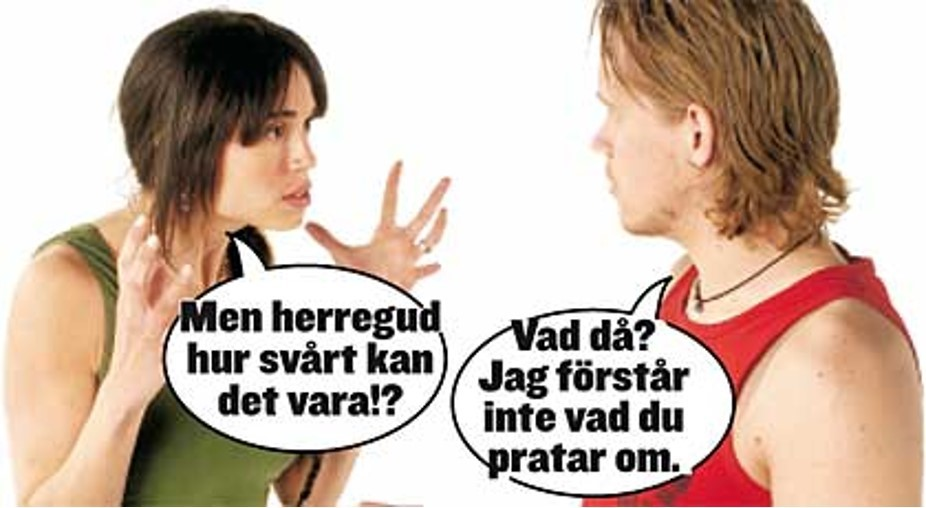 Men herregud
hur svårt kan
det vara!?
Vad då?
Jag förstår
inte vad du
pratar om.